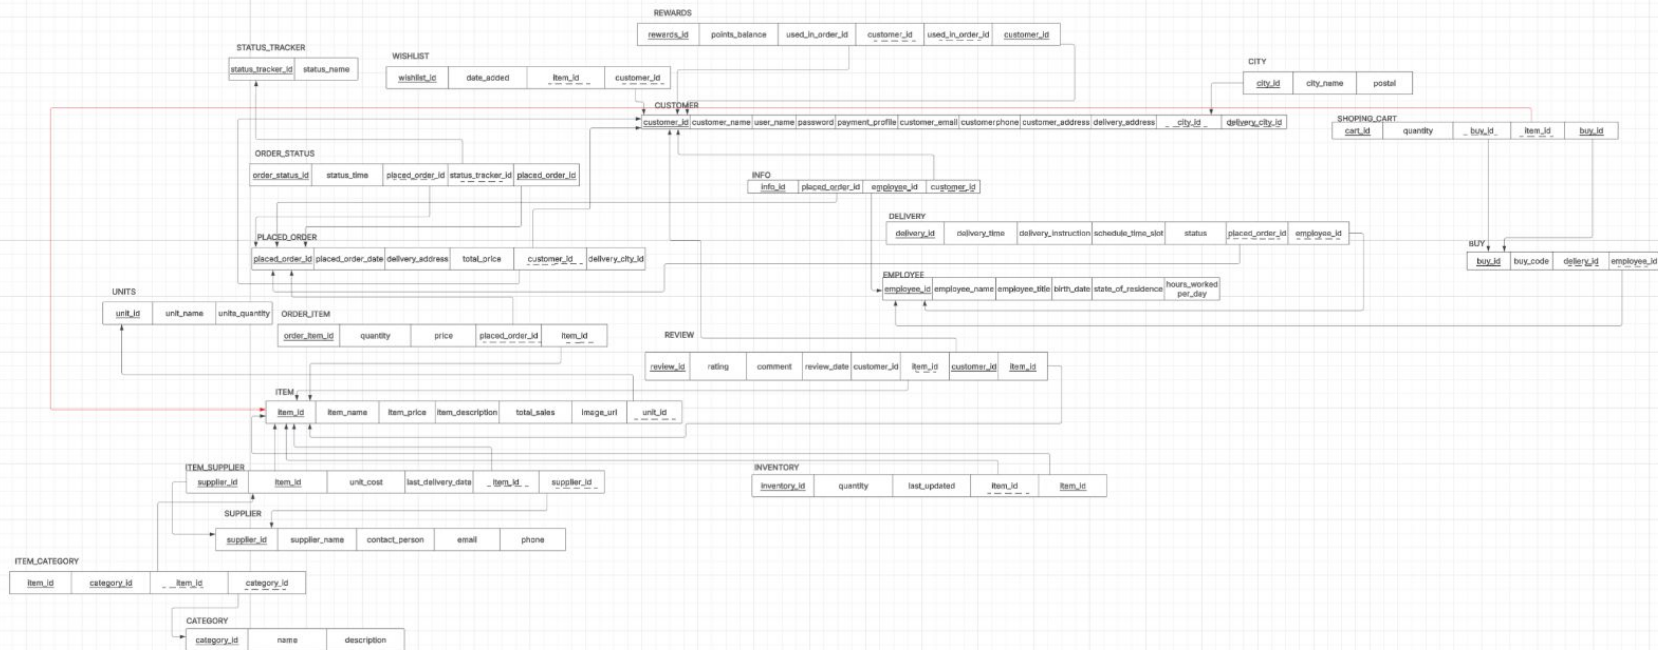 REWARDS
rewards_id points_balance used_in_order_id customer_id used_in_order_id customer_id
STATUS_TRACKER
status_tracker_id status_name
WISHLIST
wishlist_id date_added item_id customer_id
CITY
city_id city_name postal
CUSTOMER
customer_id customer_name user_name password payment_profile customer_email customerphone customer_address delivery_address city_id delivery_city_id
SHOPING_CART
cart_id quantity buy_id item_id buy_id
ORDER_STATUS
order_status_id status_time placed_order_id status_tracker_id placed_order_id
INFO
info_id placed_order_id employee_id customer_id
DELIVERY
delivery_id delivery_time delivery_instruction schedule_time_slot status placed_order_id employee_id
PLACED_ORDER
placed_order_id placed_order_date delivery_address total_price customer_id delivery_city_id
BUY
buy_id buy_code deliery_id employee_id
EMPLOYEE
employee_id employee_name employee_title birth_date state_of_residence hours_worked per_day
UNITS
unit_id unit_name units_quantity
ORDER_ITEM
order_item_id quantity price placed_order_id item_id
REVIEW
review_id rating comment review_date customer_id item_id customer_id item_id
ITEM
item_id item_name item_price item_description total_sales image_url unit_id
ITEM_SUPPLIER
supplier_id item_id unit_cost last_delivery_date item_id supplier_id
INVENTORY
inventory_id quantity last_updated item_id item_id
SUPPLIER
supplier_id supplier_name contact_person email phone
ITEM_CATEGORY
item_id category_id item_id category_id
CATEGORY
category_id name description